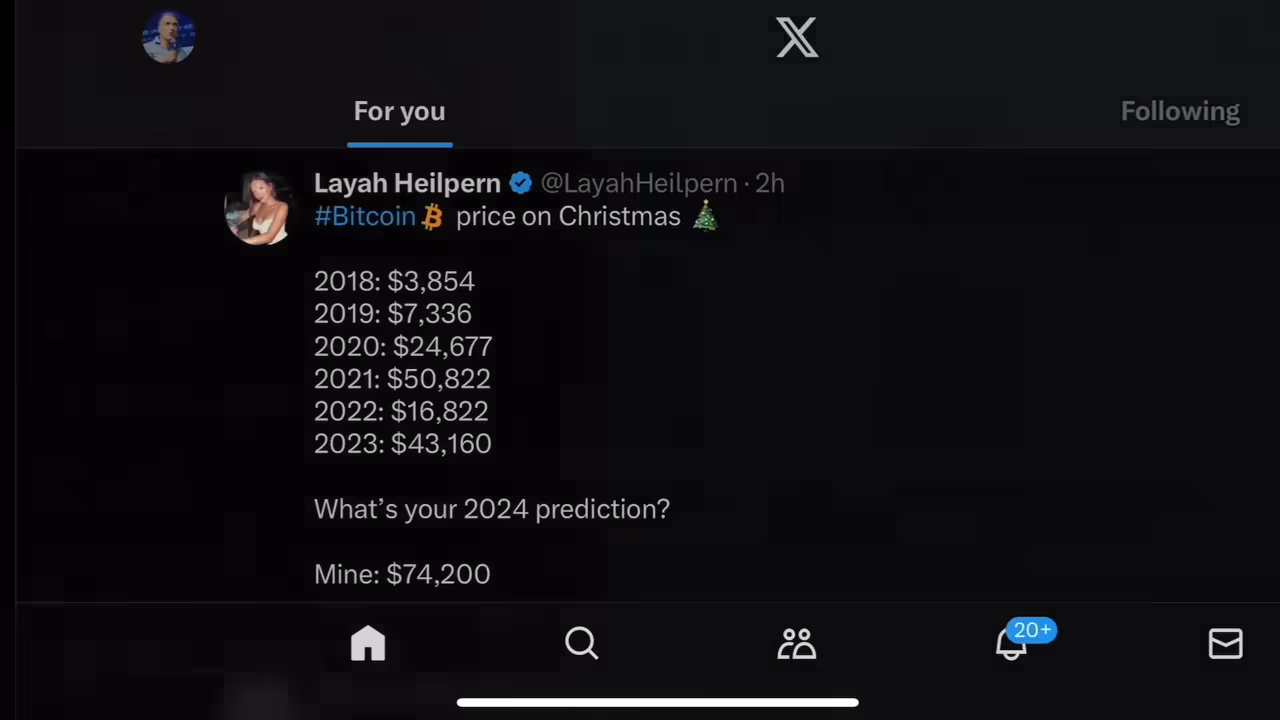 For you
Following
Layah Heilpern @LayahHeilpern · 2h
#Bitcoin price on Christmas 🎄
2018: $3,854
2019: $7,336
2020: $24,677
2021: $50,822
2022: $16,822
2023: $43,160
What’s your 2024 prediction?
Mine: $74,200
20+